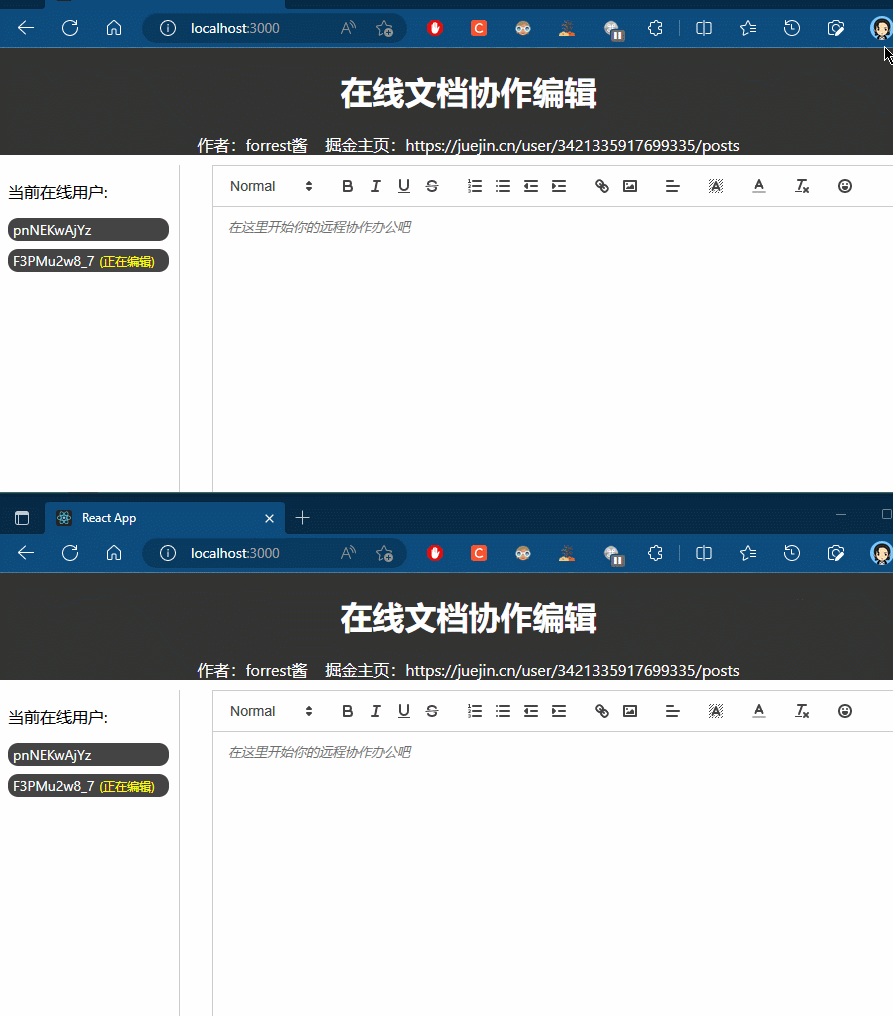 localhost:3000
在线文档协作编辑
作者：forrest酱 掘金主页：https://juejin.cn/user/3421335917699335/posts
当前在线用户:
pnNEKwAjYz
F3PMu2w8_7 (正在编辑)
Normal
在这里开始你的远程协作办公吧
React App
localhost:3000
在线文档协作编辑
作者：forrest酱 掘金主页：https://juejin.cn/user/3421335917699335/posts
当前在线用户:
pnNEKwAjYz
F3PMu2w8_7 (正在编辑)
Normal
在这里开始你的远程协作办公吧